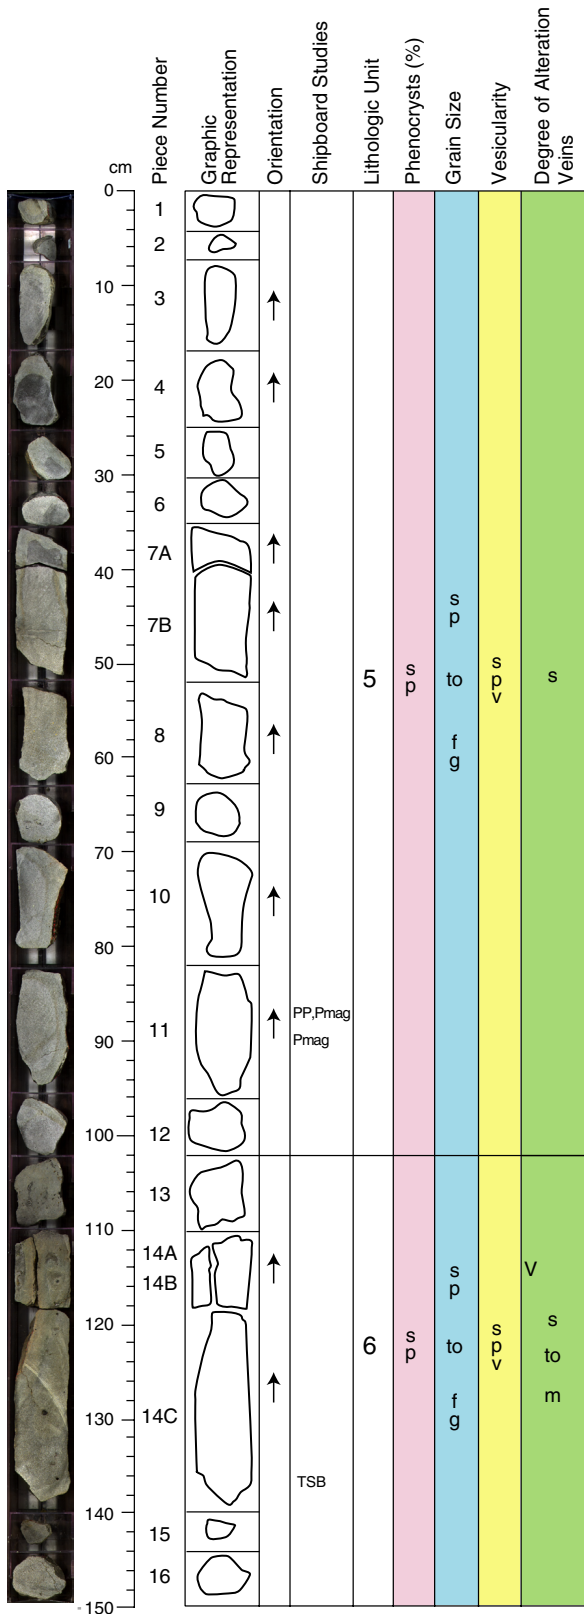 cm
Piece Number
Graphic
Representation
Orientation
Shipboard Studies
Lithologic Unit
Phenocrysts (%)
Grain Size
Vesicularity
Degree of Alteration
Veins
0
1
2
10
3
20
4
5
30
6
7A
40
7B
s
p
50
5
s
p
to
s
p
v
s
8
f
g
60
9
70
10
80
PP,Pmag
11
Pmag
90
12
100
13
110
14A
V
14B
s
p
120
6
s
p
to
s
p
v
s
to
m
14C
f
g
130
TSB
140
15
16
150